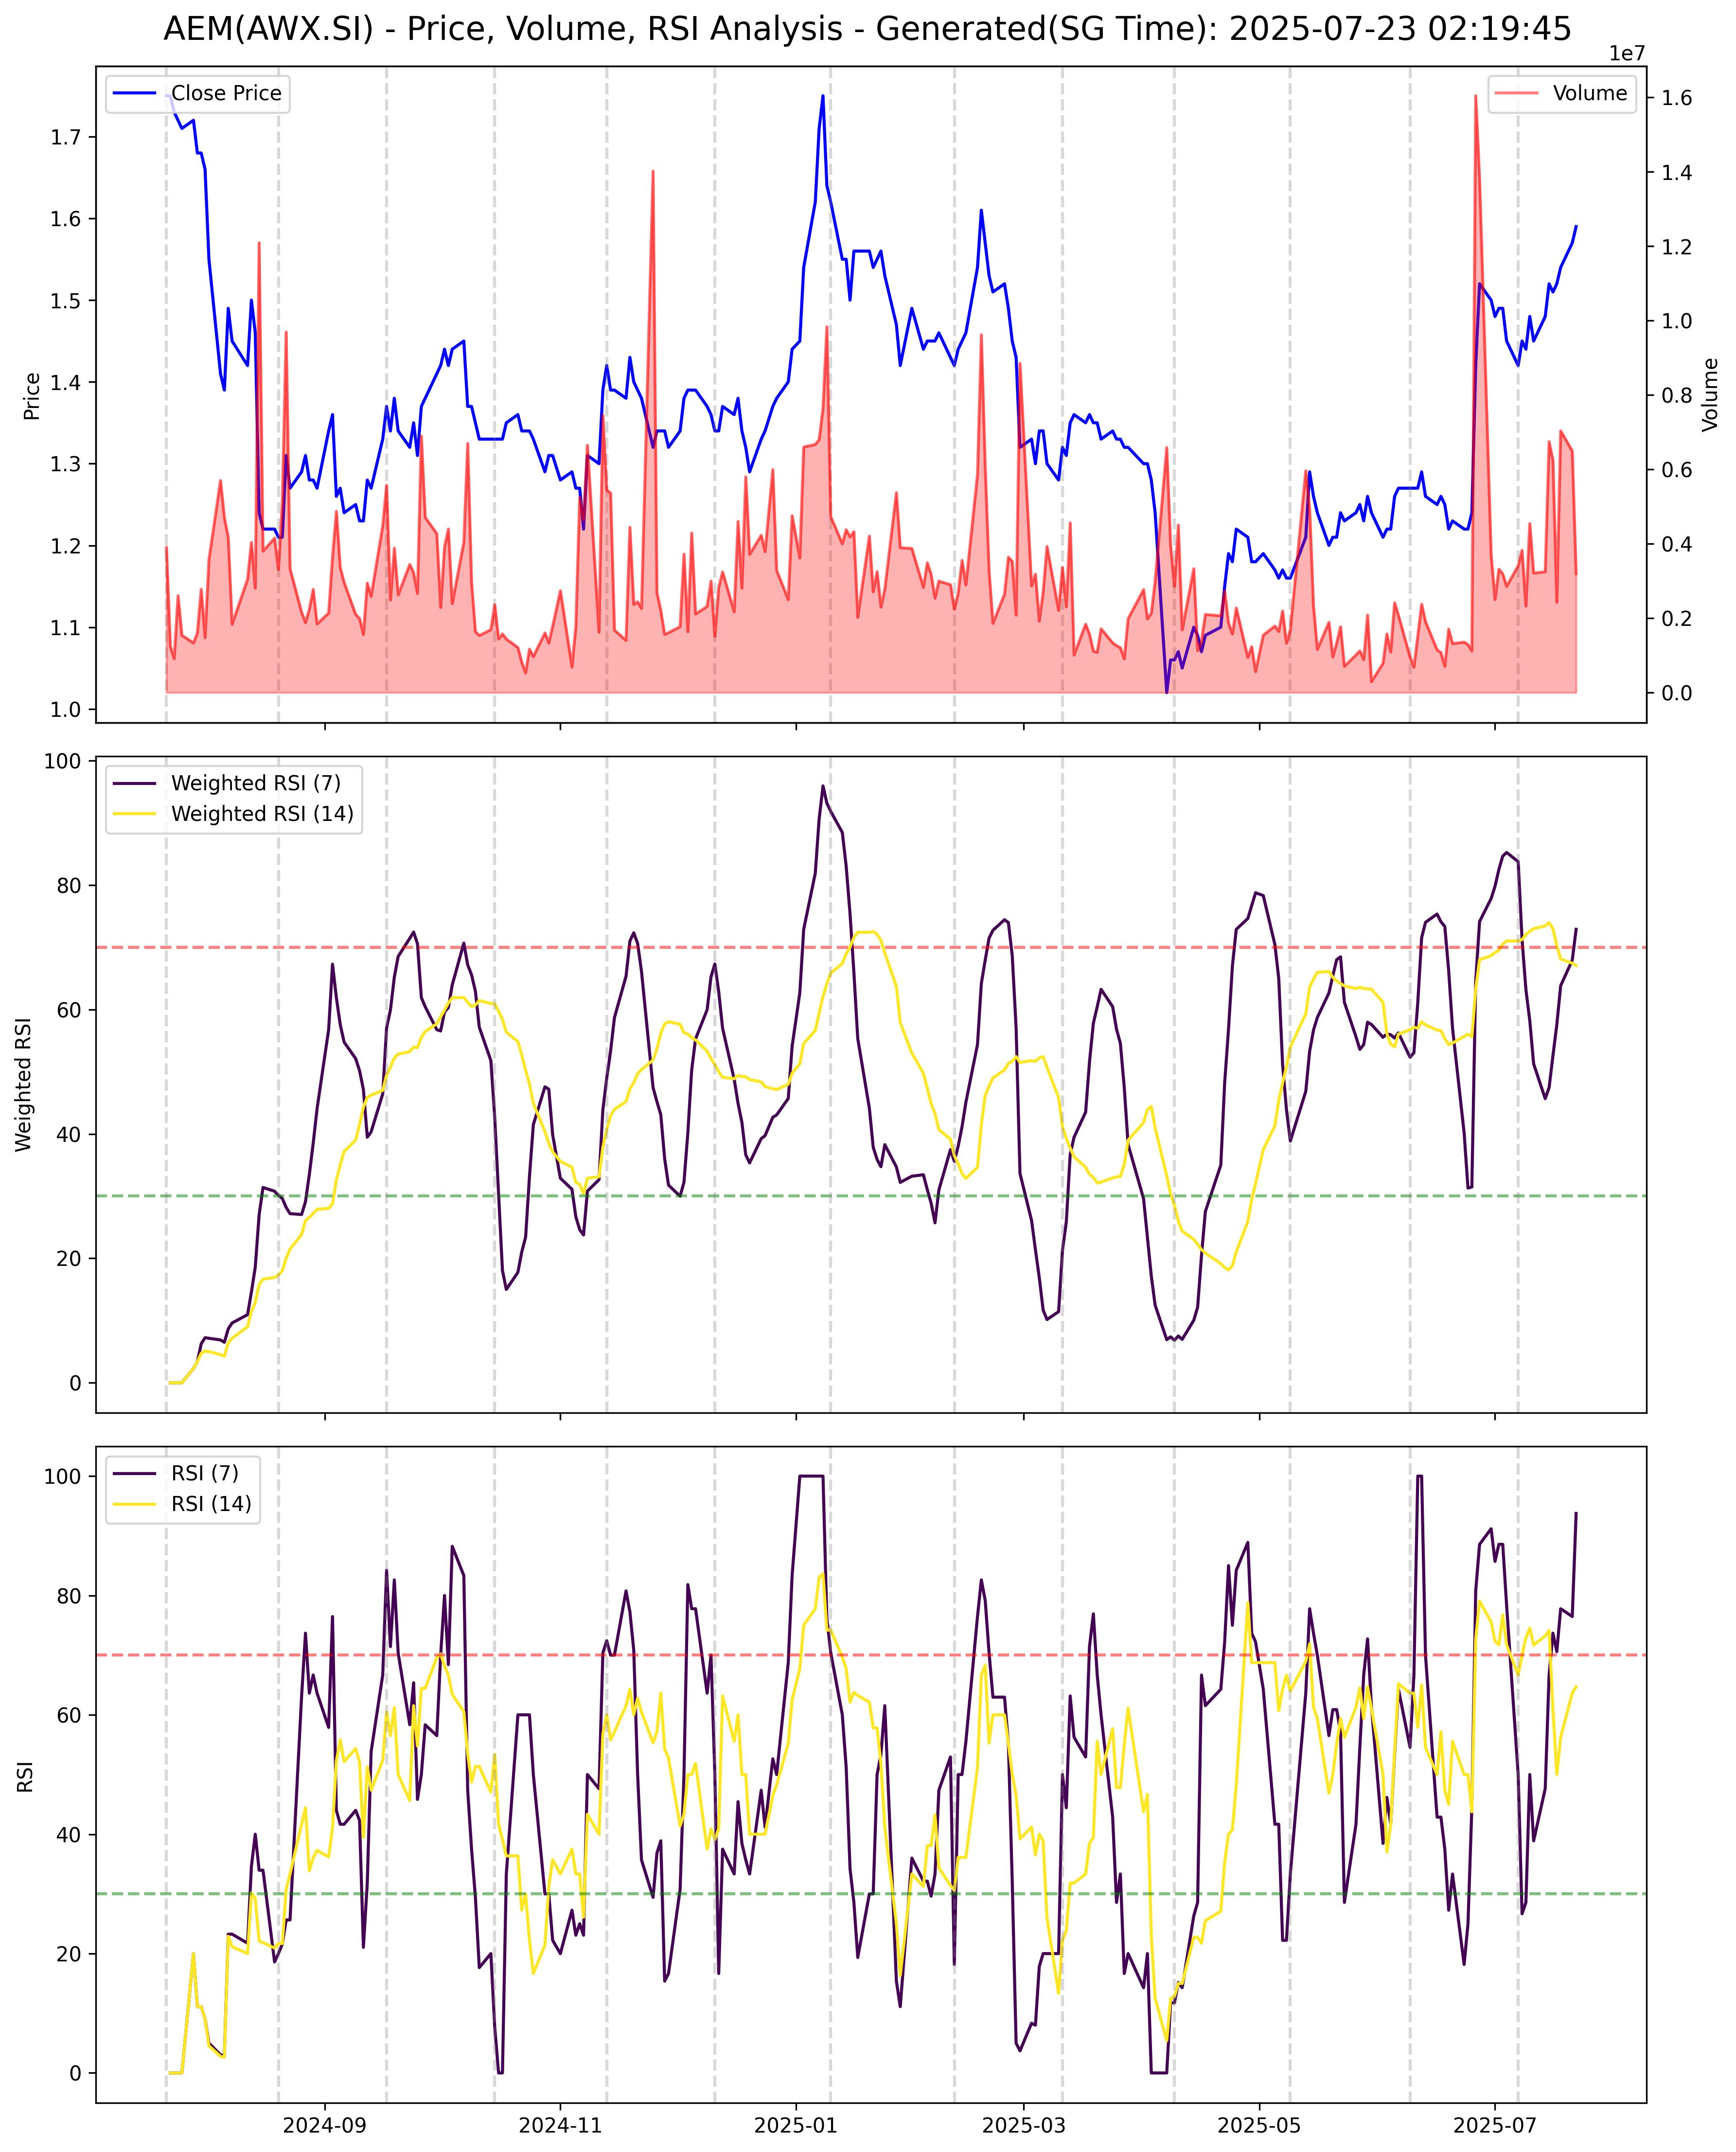 AEM(AWX.SI) - Price, Volume, RSI Analysis - Generated(SG Time): 2025-07-23 02:19:45
1e7
Close Price
Volume
1.7
1.6
1.5
1.4
1.3
1.2
1.1
1.0
Price
1.6
1.4
1.2
1.0
0.8
0.6
0.4
0.2
0.0
Volume
Weighted RSI (7)
Weighted RSI (14)
100
80
60
40
20
0
Weighted RSI
RSI (7)
RSI (14)
100
80
60
40
20
0
RSI
2024-09
2024-11
2025-01
2025-03
2025-05
2025-07